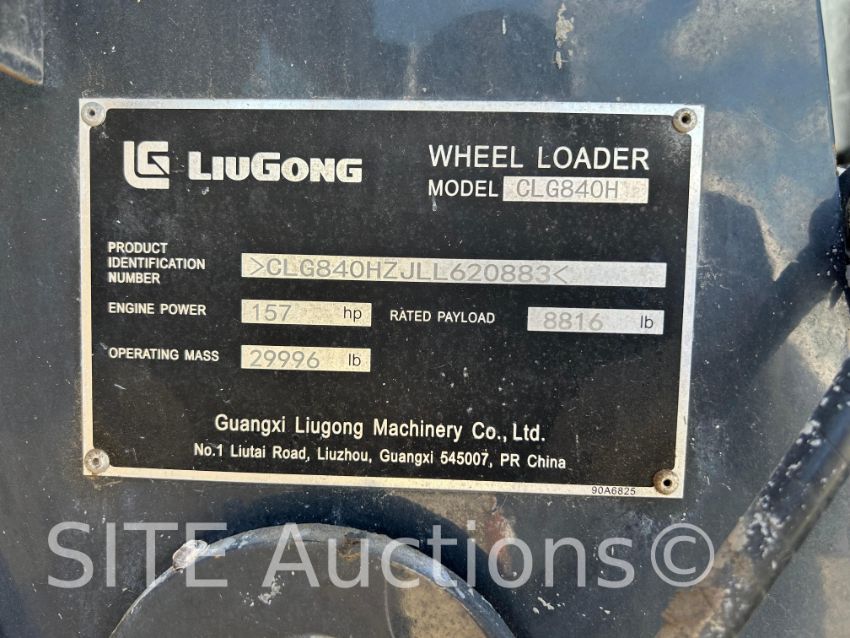 LG LIUGONG
WHEEL LOADER
MODEL CLG840H
PRODUCT
IDENTIFICATION
NUMBER
>CLG840HZJLL620883<
ENGINE POWER 157 hp RATED PAYLOAD 8816 lb
OPERATING MASS 29996 lb
Guangxi Liugong Machinery Co., Ltd.
No.1 Liutai Road, Liuzhou, Guangxi 545007, PR China
90A6825
SITE Auctions©